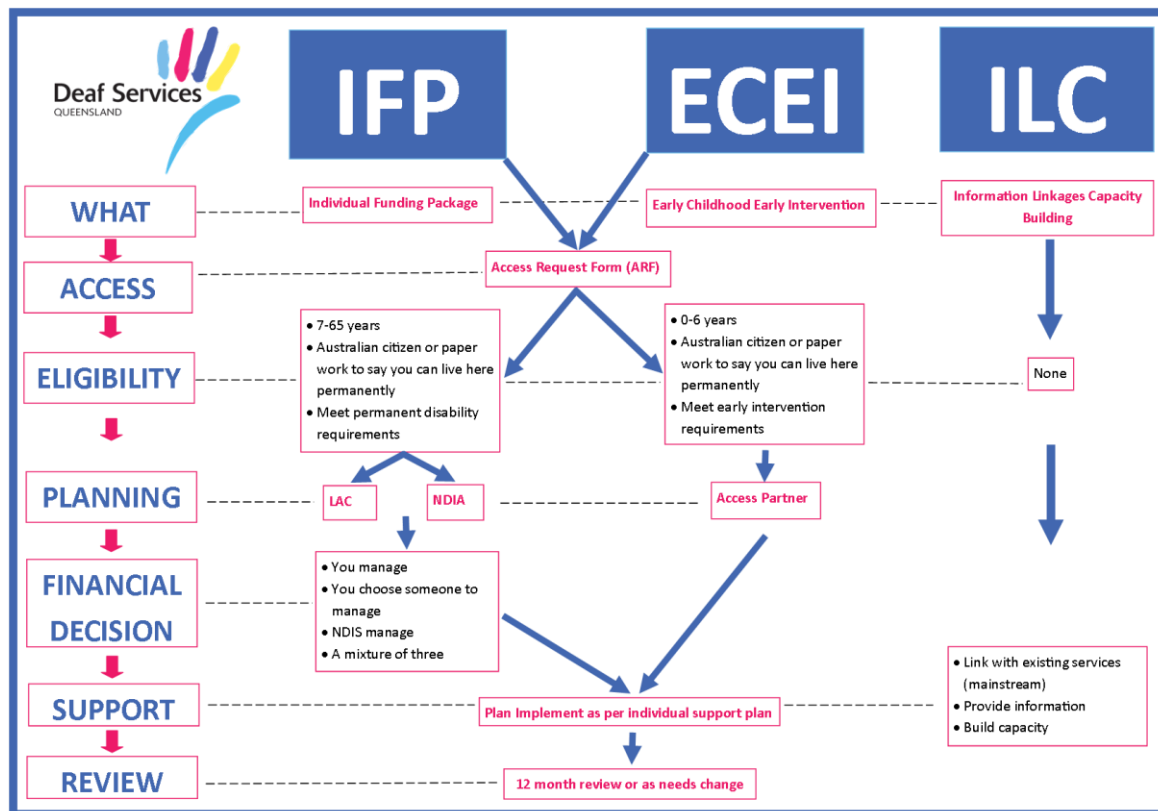 Deaf Services
QUEENSLAND
IFP
ECEI
ILC
WHAT
Individual Funding Package
Early Childhood Early Intervention
Information Linkages Capacity
Building
ACCESS
Access Request Form (ARF)
ELIGIBILITY
• 7-65 years
• Australian citizen or paper
work to say you can live here
permanently
• Meet permanent disability
requirements
• 0-6 years
• Australian citizen or paper
work to say you can live here
permanently
• Meet early intervention
requirements
None
PLANNING
LAC
NDIA
Access Partner
FINANCIAL
DECISION
• You manage
• You choose someone to
manage
• NDIS manage
• A mixture of three
SUPPORT
Plan Implement as per individual support plan
• Link with existing services
(mainstream)
• Provide information
• Build capacity
REVIEW
12 month review or as needs change